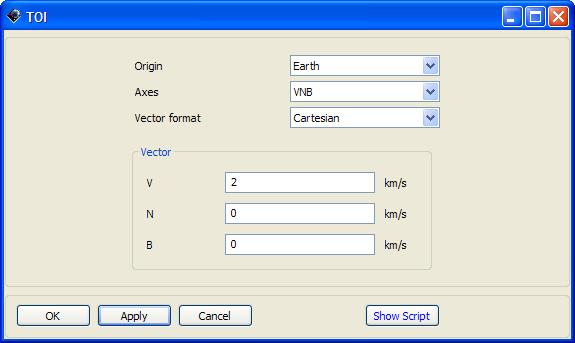 TOI
Origin Earth
Axes VNB
Vector format Cartesian
Vector
V 2 km/s
N 0 km/s
B 0 km/s
OK Apply Cancel Show Script